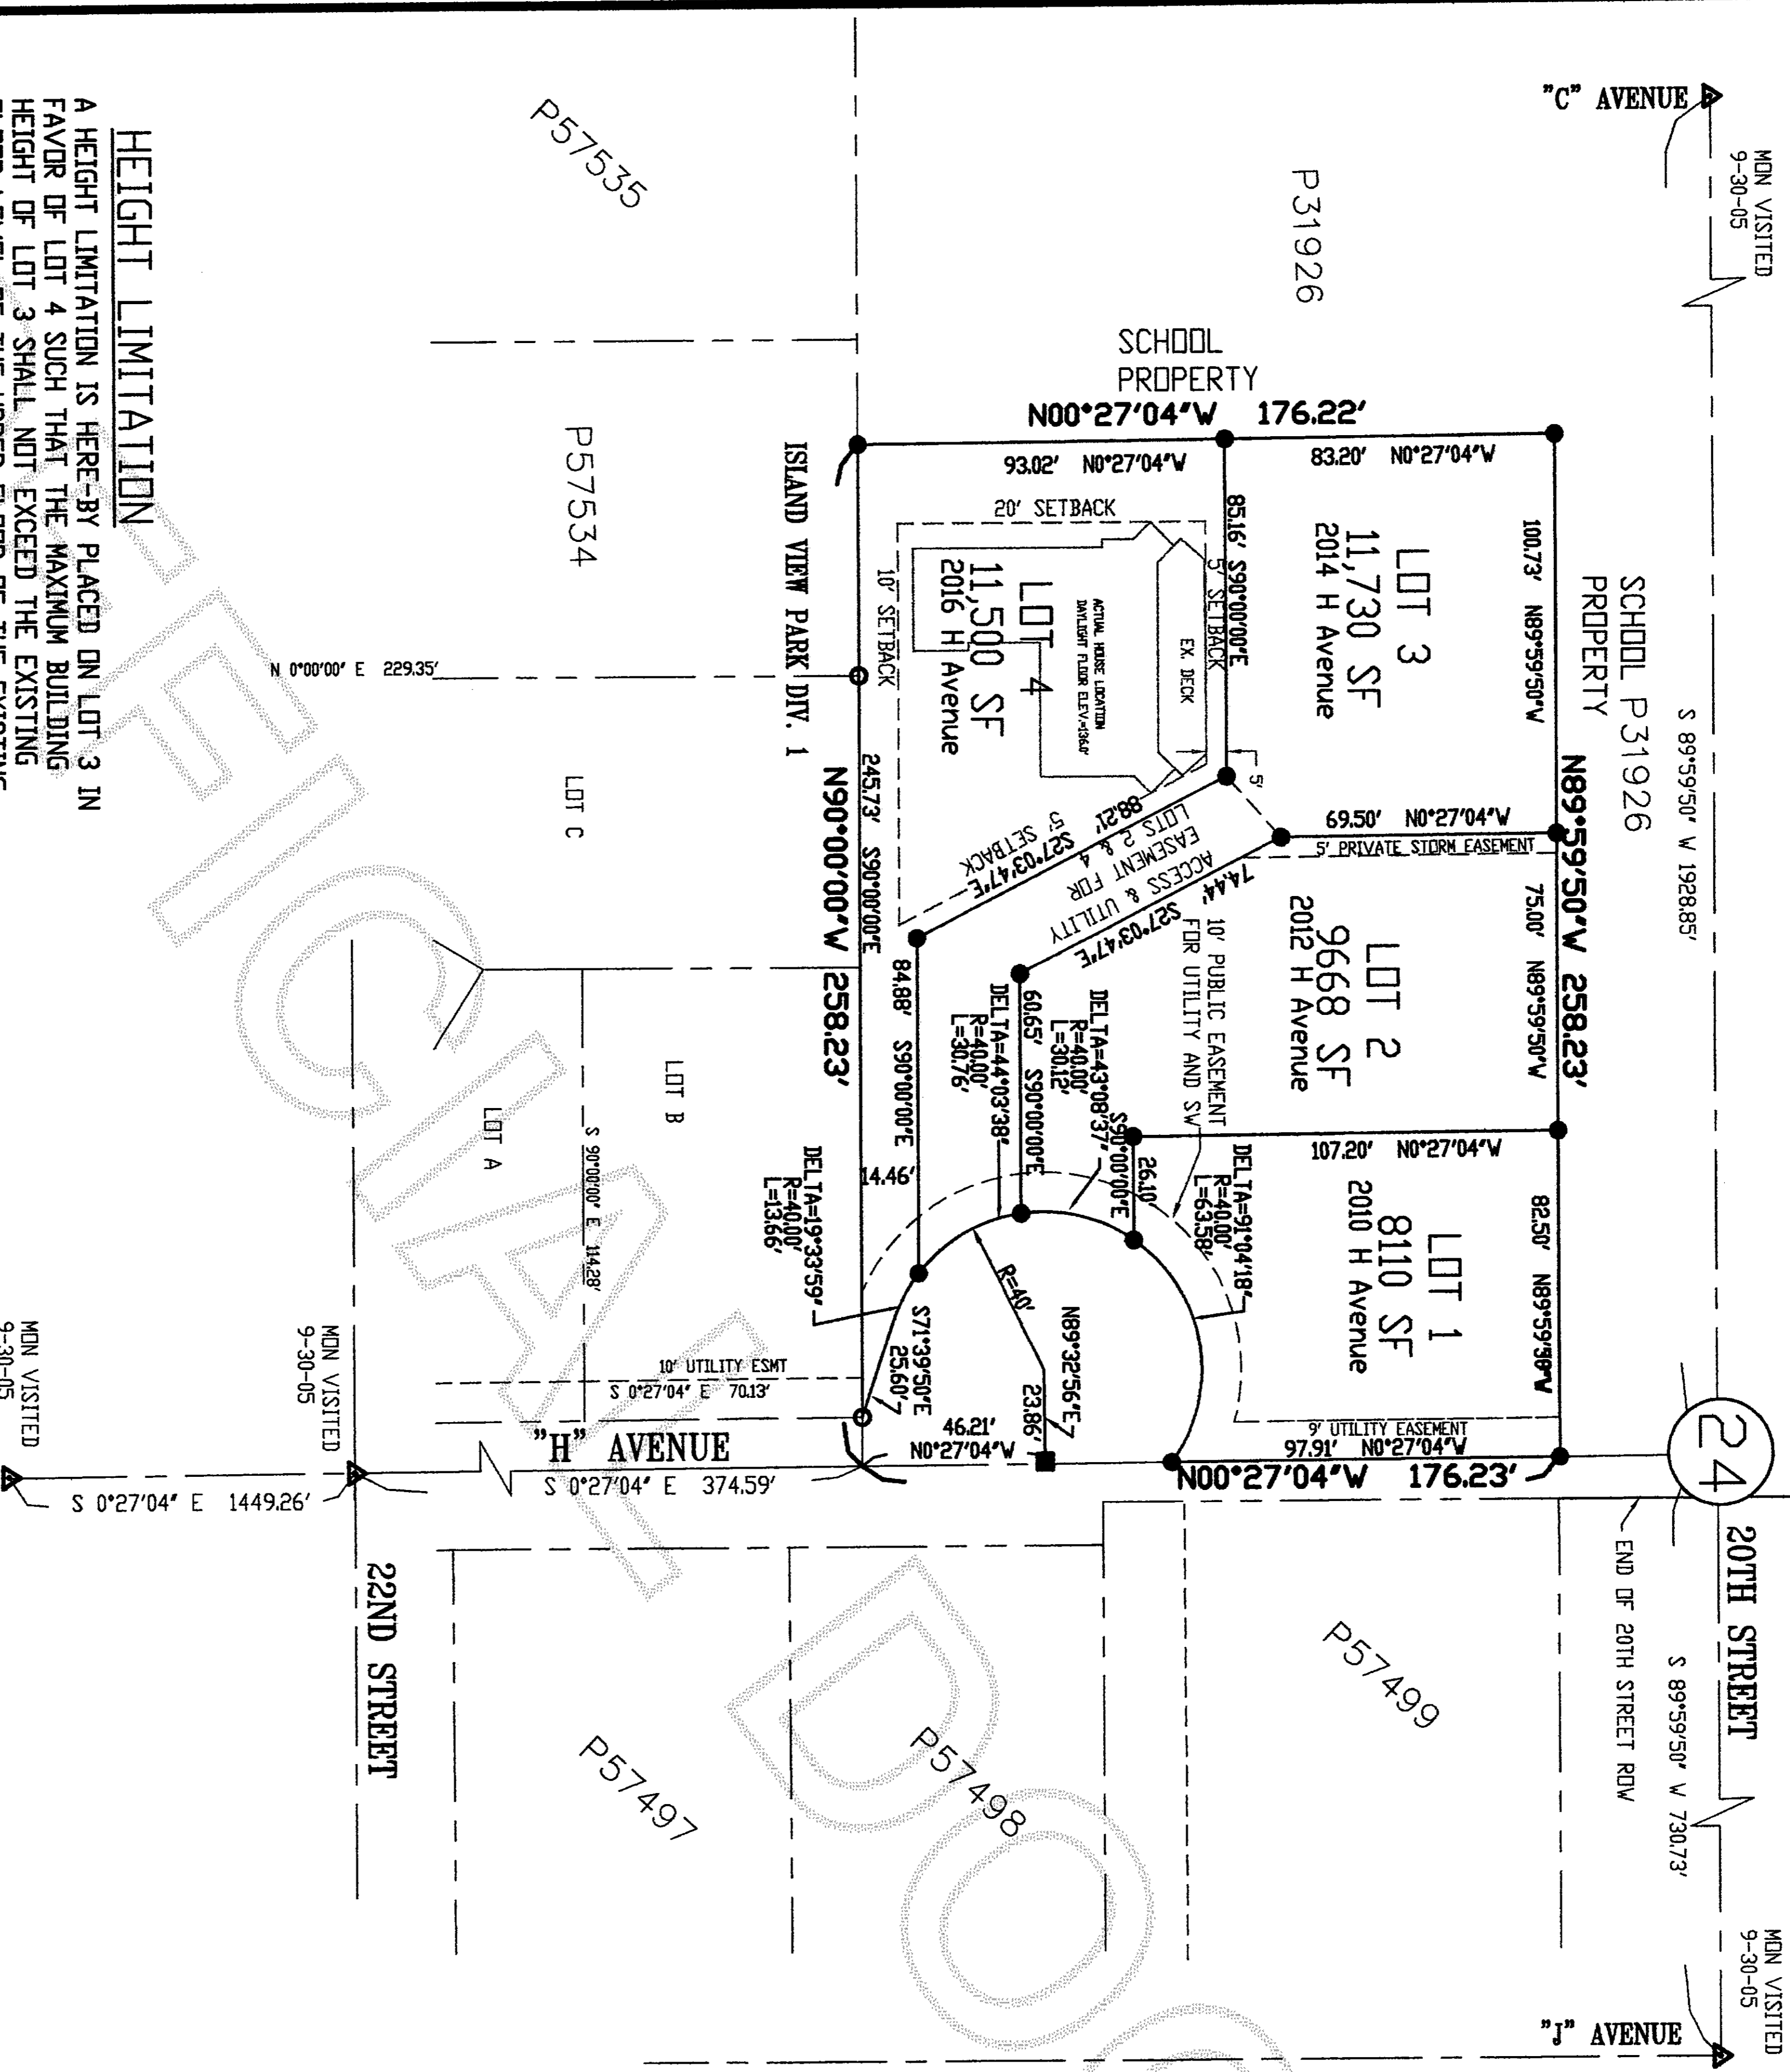 MON VISITED
9-30-05
"C" AVENUE
S 89°59'50" W 1928.85'
24
20TH STREET
S 89°59'50" W 730.73'
END OF 20TH STREET ROW
MON VISITED
9-30-05
"J" AVENUE
P31926
SCHOOL
PROPERTY
SCHOOL P31926
PROPERTY
N89°59'50"W 258.23'
100.73' N89°59'50"W
75.00' N89°59'50"W
82.50' N89°59'50"W
N00°27'04"W 176.22'
83.20' N0°27'04"W
93.02' N0°27'04"W
LOT 3
11,730 SF
2014 H Avenue
69.50' N0°27'04"W
5' PRIVATE STORM EASEMENT
LOT 2
9668 SF
2012 H Avenue
107.20' N0°27'04"W
LOT 1
8110 SF
2010 H Avenue
9' UTILITY EASEMENT
97.91' N0°27'04"W
N00°27'04"W 176.23'
85.16' S90°00'00"E
5' SETBACK
5'
20' SETBACK
EX. DECK
ACTUAL HOUSE LOCATION
DAYLIGHT FLOOR ELEV.=136.0'
LOT 4
11,500 SF
2016 H Avenue
10' SETBACK
88.21' S27°03'47"E
5' SETBACK
ACCESS & UTILITY
EASEMENT FOR
LOTS 2 & 4
74.44' S27°03'47"E
10' PUBLIC EASEMENT
FOR UTILITY AND SW
S90°00'00"E
26.10'
DELTA=91°04'18"
R=40.00'
L=63.58'
DELTA=43°08'37"
R=40.00'
L=30.12'
60.65' S90°00'00"E
DELTA=44°03'38"
R=40.00'
L=30.76'
84.88' S90°00'00"E
14.46'
DELTA=19°33'59"
R=40.00'
L=13.66'
R=40'
N89°32'56"E
23.86'
S71°39'50"E
25.60'
46.21'
N0°27'04"W
245.73' S90°00'00"E
N90°00'00"W 258.23'
ISLAND VIEW PARK DIV. 1
P57535
P57534
N 0°00'00" E 229.35'
LOT C
LOT B
LOT A
S 90°00'00" E 114.28'
10' UTILITY ESMT
S 0°27'04" E 70.13'
"H" AVENUE
S 0°27'04" E 374.59'
MON VISITED
9-30-05
22ND STREET
S 0°27'04" E 1449.26'
MON VISITED
9-30-05
P57499
P57498
P57497
HEIGHT LIMITATION
A HEIGHT LIMITATION IS HERE-BY PLACED ON LOT 3 IN
FAVOR OF LOT 4 SUCH THAT THE MAXIMUM BUILDING
HEIGHT OF LOT 3 SHALL NOT EXCEED THE EXISTING